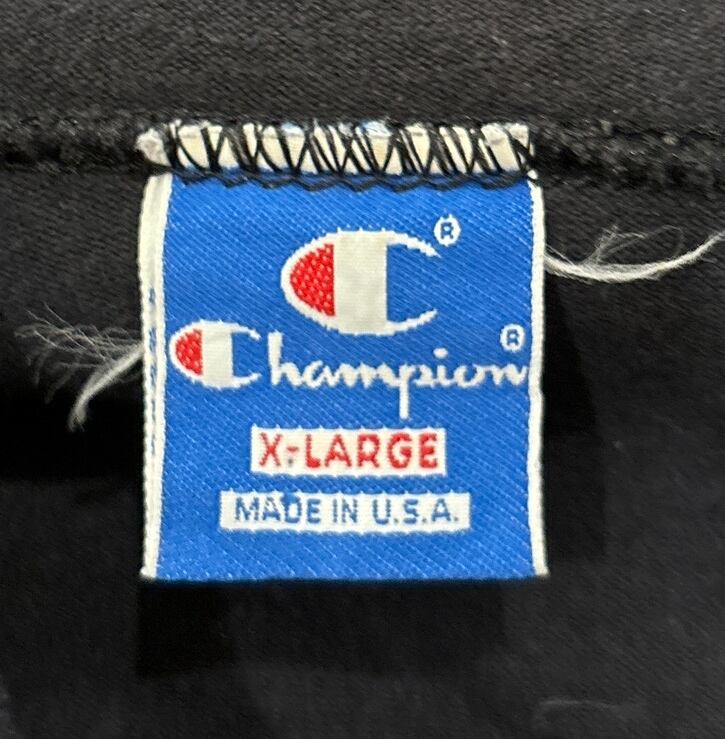 C®
Champion®
X-LARGE
MADE IN U.S.A.